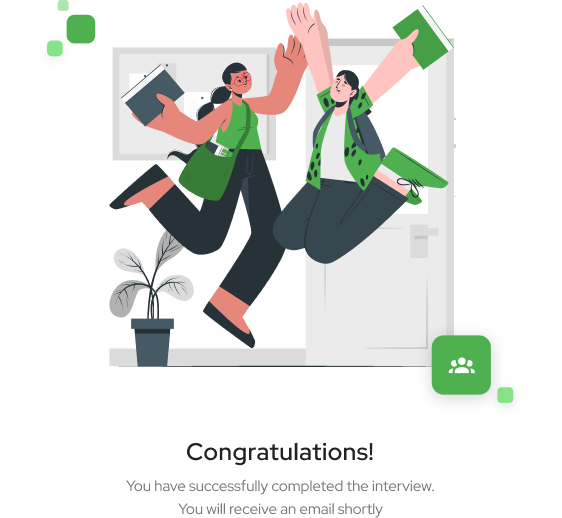 Congratulations!
You have successfully completed the interview.
You will receive an email shortly